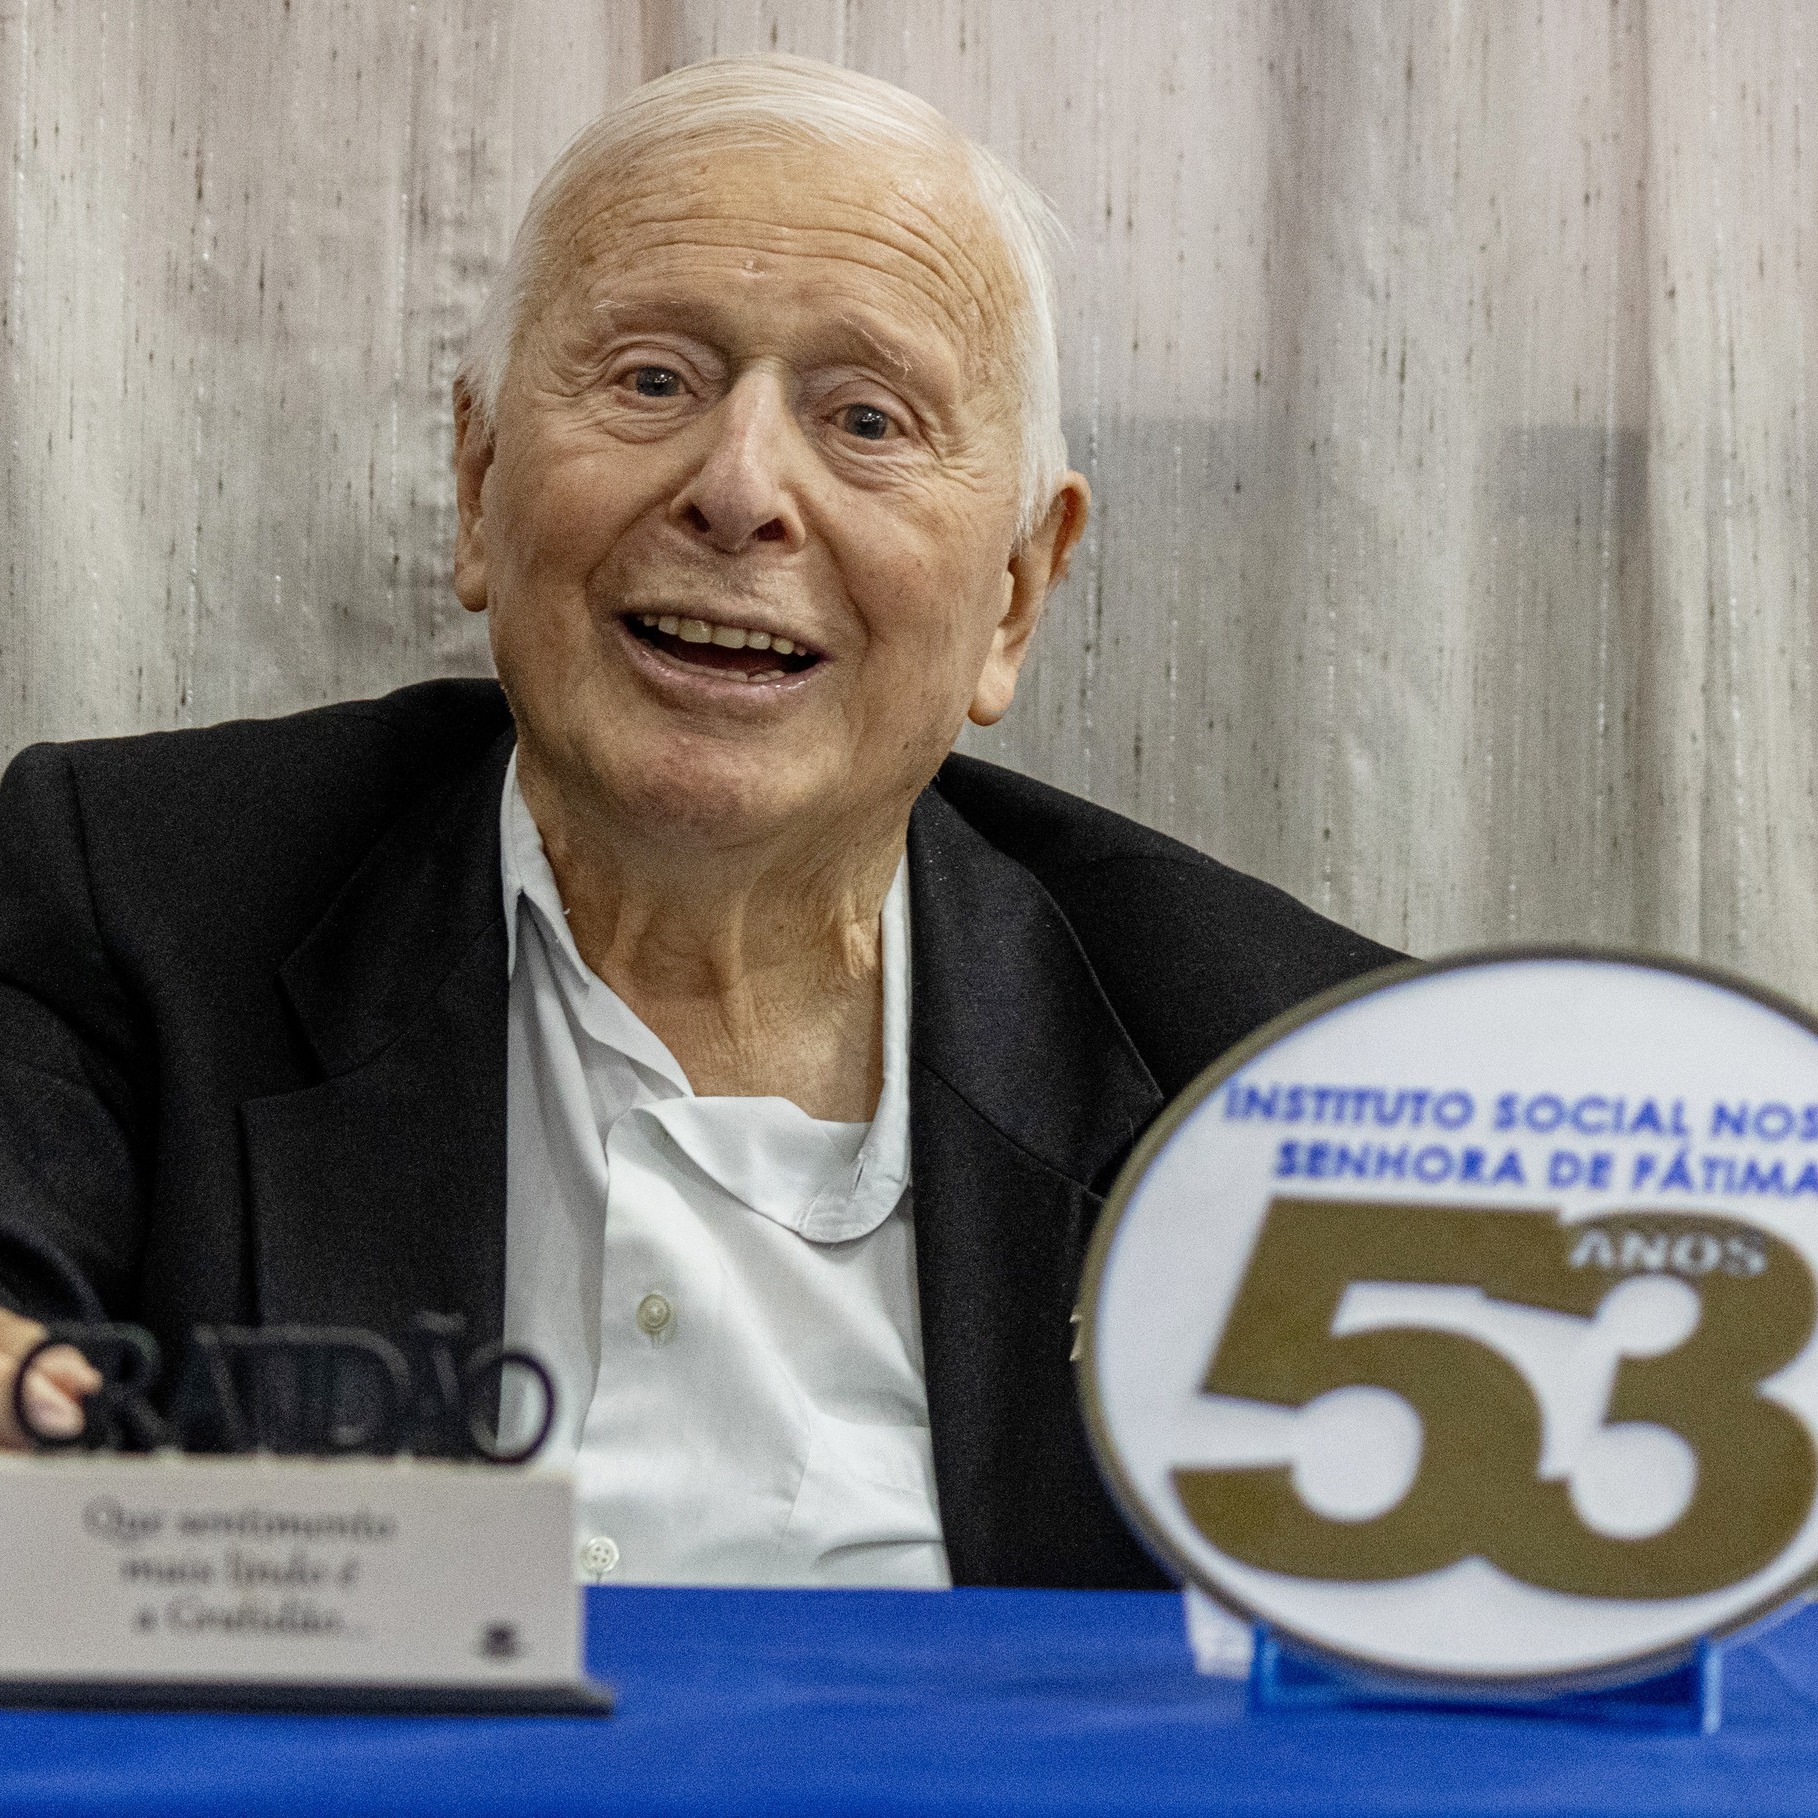 GRATIDÃO
Que sentimento
mais lindo é
a Gratidão...
INSTITUTO SOCIAL NOS
SENHORA DE FÁTIMA
53
ANOS